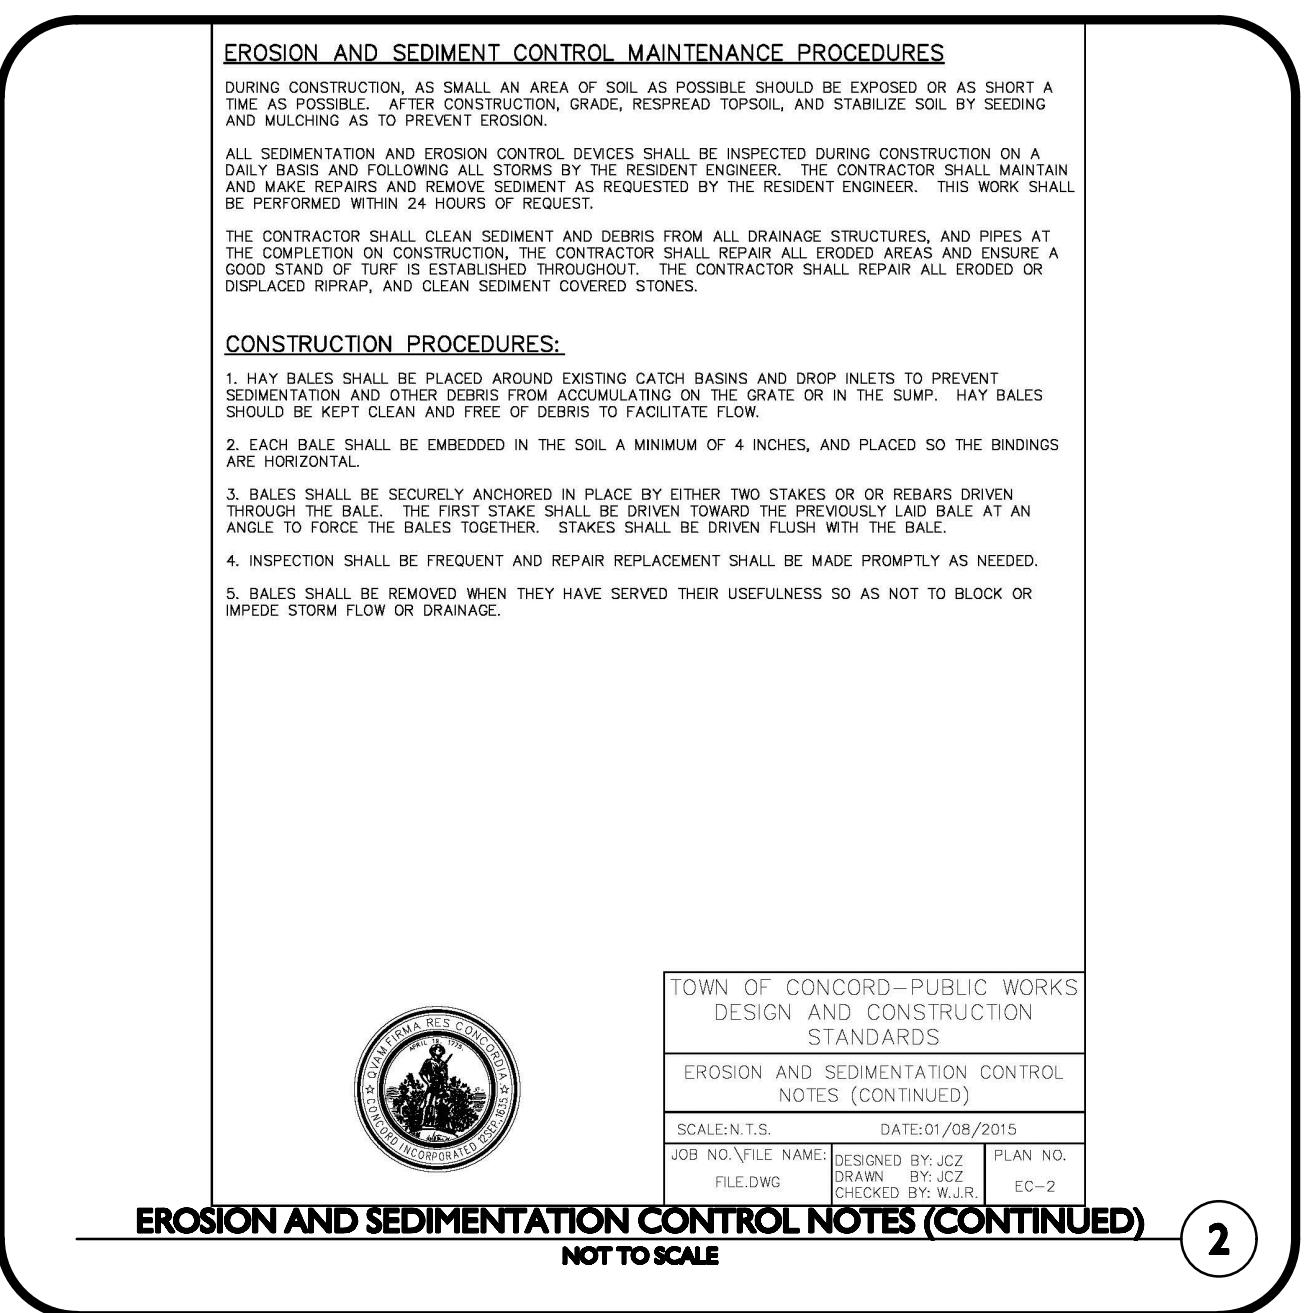 EROSION AND SEDIMENT CONTROL MAINTENANCE PROCEDURES
DURING CONSTRUCTION, AS SMALL AN AREA OF SOIL AS POSSIBLE SHOULD BE EXPOSED OR AS SHORT A
TIME AS POSSIBLE. AFTER CONSTRUCTION, GRADE, RESPREAD TOPSOIL, AND STABILIZE SOIL BY SEEDING
AND MULCHING AS TO PREVENT EROSION.
ALL SEDIMENTATION AND EROSION CONTROL DEVICES SHALL BE INSPECTED DURING CONSTRUCTION ON A
DAILY BASIS AND FOLLOWING ALL STORMS BY THE RESIDENT ENGINEER. THE CONTRACTOR SHALL MAINTAIN
AND MAKE REPAIRS AND REMOVE SEDIMENT AS REQUESTED BY THE RESIDENT ENGINEER. THIS WORK SHALL
BE PERFORMED WITHIN 24 HOURS OF REQUEST.
THE CONTRACTOR SHALL CLEAN SEDIMENT AND DEBRIS FROM ALL DRAINAGE STRUCTURES, AND PIPES AT
THE COMPLETION ON CONSTRUCTION, THE CONTRACTOR SHALL REPAIR ALL ERODED AREAS AND ENSURE A
GOOD STAND OF TURF IS ESTABLISHED THROUGHOUT. THE CONTRACTOR SHALL REPAIR ALL ERODED OR
DISPLACED RIPRAP, AND CLEAN SEDIMENT COVERED STONES.
CONSTRUCTION PROCEDURES:
1. HAY BALES SHALL BE PLACED AROUND EXISTING CATCH BASINS AND DROP INLETS TO PREVENT
SEDIMENTATION AND OTHER DEBRIS FROM ACCUMULATING ON THE GRATE OR IN THE SUMP. HAY BALES
SHOULD BE KEPT CLEAN AND FREE OF DEBRIS TO FACILITATE FLOW.
2. EACH BALE SHALL BE EMBEDDED IN THE SOIL A MINIMUM OF 4 INCHES, AND PLACED SO THE BINDINGS
ARE HORIZONTAL.
3. BALES SHALL BE SECURELY ANCHORED IN PLACE BY EITHER TWO STAKES OR OR REBARS DRIVEN
THROUGH THE BALE. THE FIRST STAKE SHALL BE DRIVEN TOWARD THE PREVIOUSLY LAID BALE AT AN
ANGLE TO FORCE THE BALES TOGETHER. STAKES SHALL BE DRIVEN FLUSH WITH THE BALE.
4. INSPECTION SHALL BE FREQUENT AND REPAIR REPLACEMENT SHALL BE MADE PROMPTLY AS NEEDED.
5. BALES SHALL BE REMOVED WHEN THEY HAVE SERVED THEIR USEFULNESS SO AS NOT TO BLOCK OR
IMPEDE STORM FLOW OR DRAINAGE.
QVAM FIRMA RES CONCORDIA
APRIL 19, 1775.
CONCORD INCORPORATED 12 SEP., 1635
TOWN OF CONCORD-PUBLIC WORKS
DESIGN AND CONSTRUCTION
STANDARDS
EROSION AND SEDIMENTATION CONTROL
NOTES (CONTINUED)
SCALE: N.T.S. DATE: 01/08/2015
JOB NO.\FILE NAME:
FILE.DWG
DESIGNED BY: JCZ
DRAWN BY: JCZ
CHECKED BY: W.J.R.
PLAN NO.
EC-2
EROSION AND SEDIMENTATION CONTROL NOTES (CONTINUED)
NOT TO SCALE
2